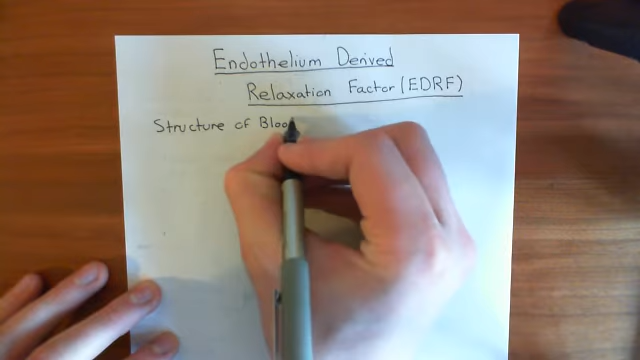 Endothelium Derived
Relaxation Factor (EDRF)
Structure of Bloo